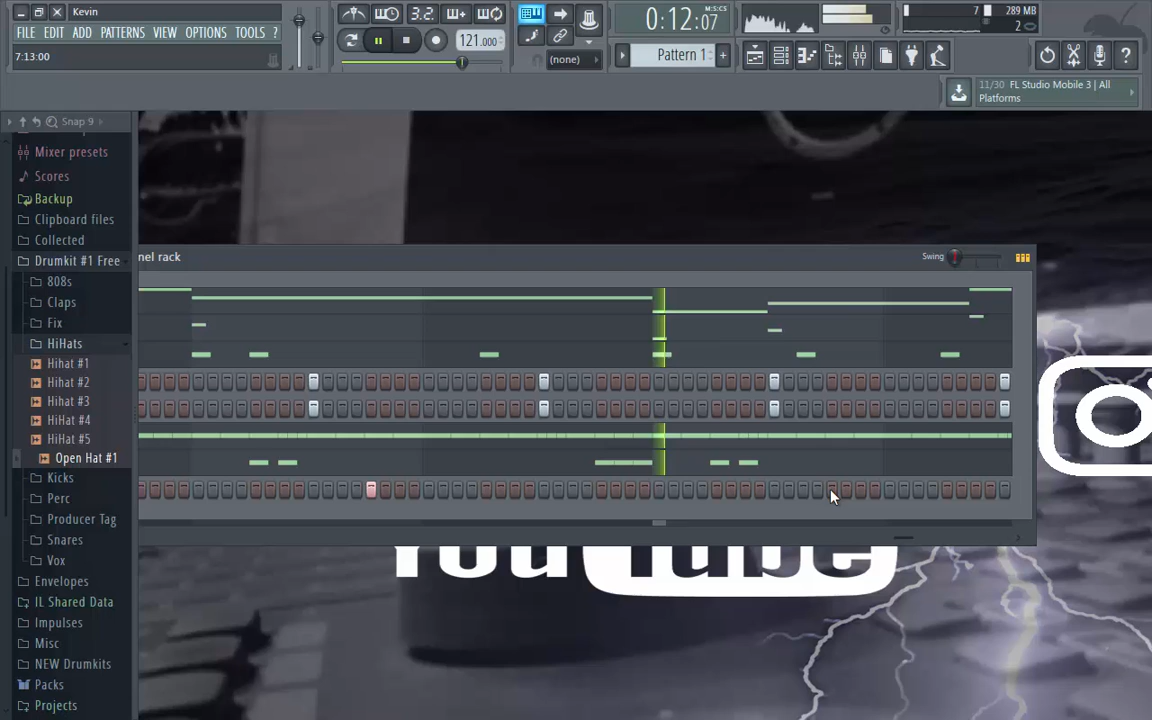 Kevin
FILE EDIT ADD PATTERNS VIEW OPTIONS TOOLS ?
7:13:00
3.2.
121.000
0:12:07
M:S:CS
(none)
Pattern 1
7
289 MB
2
11/30 FL Studio Mobile 3 | All
Platforms
Snap 9
Mixer presets
Scores
Backup
Clipboard files
Collected
Drumkit #1 Free
808s
Claps
Fix
HiHats
Hihat #1
HiHat #2
HiHat #3
HiHat #4
HiHat #5
Open Hat #1
Kicks
Perc
Producer Tag
Snares
Vox
Envelopes
IL Shared Data
Impulses
Misc
NEW Drumkits
Packs
Projects
nel rack
Swing
YouTube